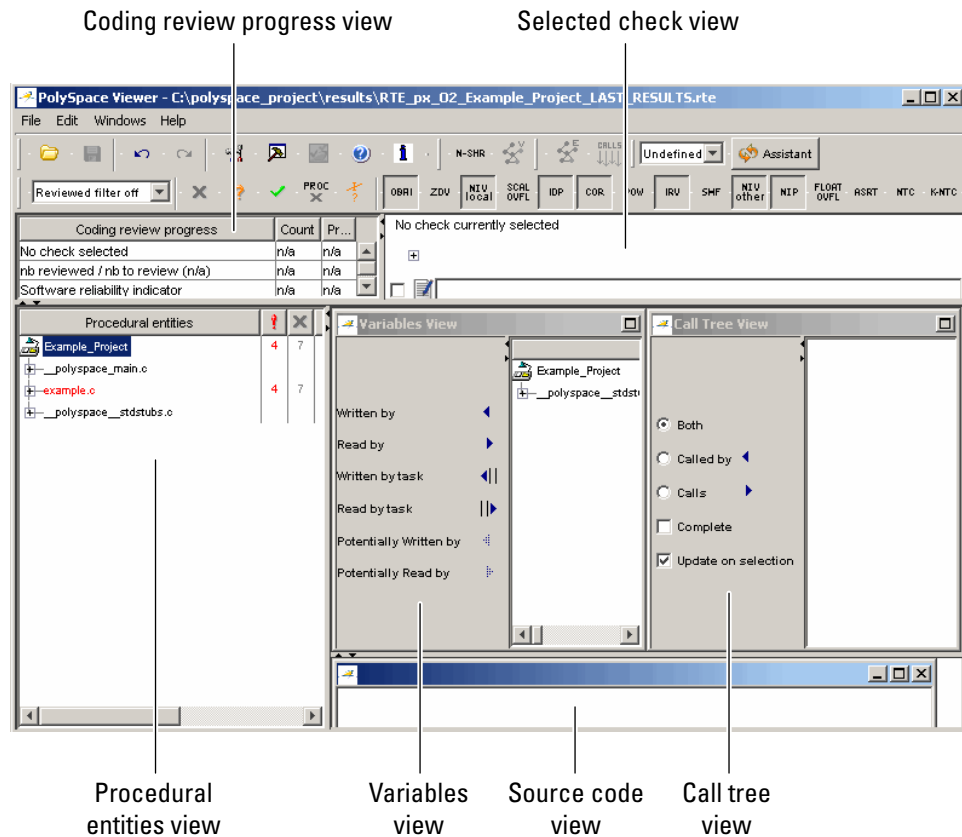 Coding review progress view Selected check view
PolySpace Viewer - C:\polyspace_project\results\RTE_px_O2_Example_Project_LAST_RESULTS.rte
File Edit Windows Help
N-SHR V E CALLS Undefined Assistant
Reviewed filter off PROC OBAI ZDV NIV local SCAL OVFL IDP COR POW IRV SHF NIV other NIP FLOAT OVFL ASRT NTC K-NTC
Coding review progress Count Pr... No check currently selected
No check selected n/a n/a
nb reviewed / nb to review (n/a) n/a n/a
Software reliability indicator n/a n/a
Procedural entities Variables View Call Tree View
Example_Project 4 7
__polyspace_main.c
example.c 4 7
__polyspace__stdstubs.c
Example_Project
__polyspace__stdst
Written by
Read by
Written by task
Read by task
Potentially Written by
Potentially Read by
Both
Called by
Calls
Complete
Update on selection
Procedural entities view
Variables view
Source code view
Call tree view